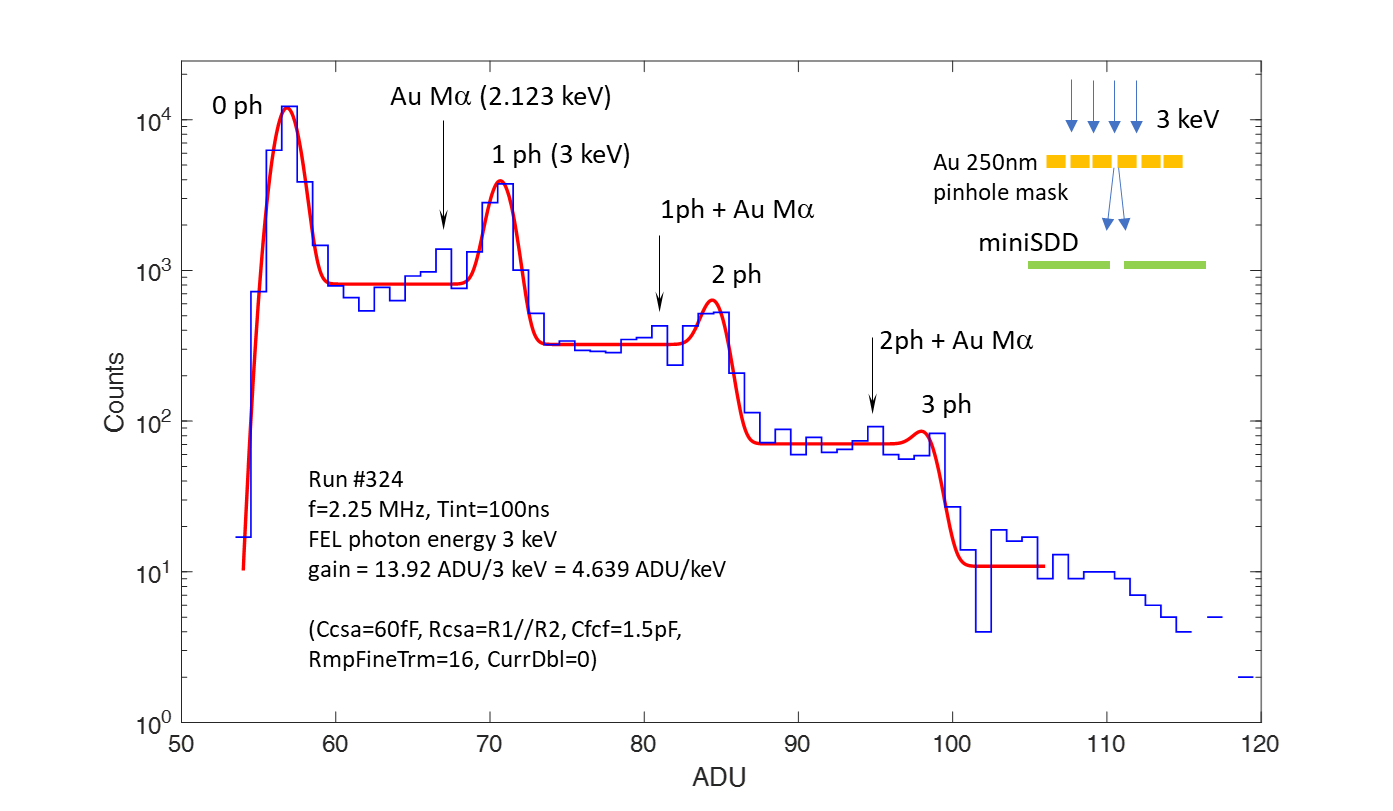 0 ph
Au Mα (2.123 keV)
1 ph (3 keV)
1ph + Au Mα
2 ph
2ph + Au Mα
3 ph
3 keV
Au 250nm
pinhole mask
miniSDD
Run #324
f=2.25 MHz, Tint=100ns
FEL photon energy 3 keV
gain = 13.92 ADU/3 keV = 4.639 ADU/keV
(Ccsa=60fF, Rcsa=R1//R2, Cfcf=1.5pF,
RmpFineTrm=16, CurrDbl=0)
Counts
10⁴
10³
10²
10¹
10⁰
50 60 70 80 90 100 110 120
ADU